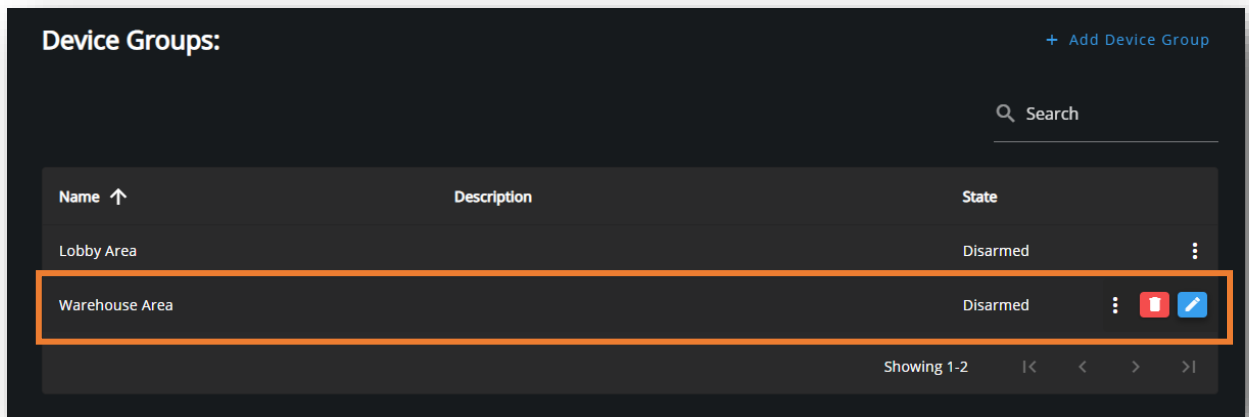 Device Groups:
+ Add Device Group
Search
Name Description State
Lobby Area Disarmed
Warehouse Area Disarmed
Showing 1-2